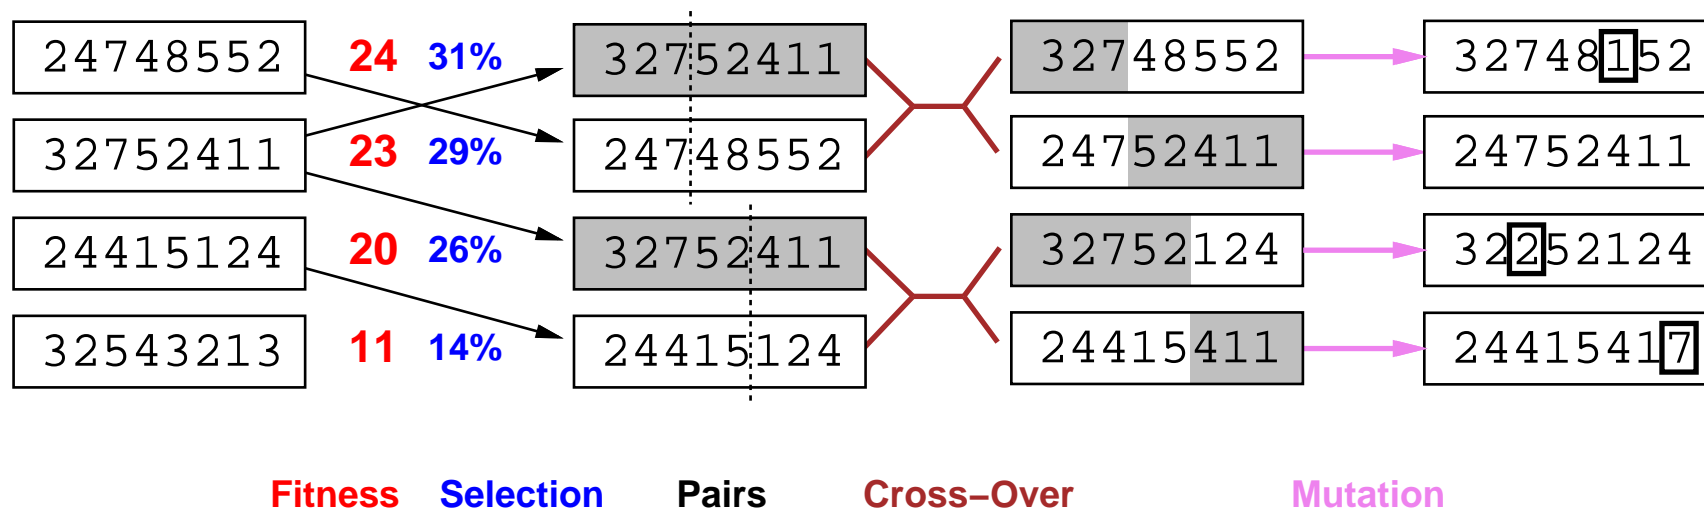 24748552 24 31% 32752411 32748552 32748152
32752411 23 29% 24748552 24752411 24752411
24415124 20 26% 32752411 32752124 32252124
32543213 11 14% 24415124 24415411 24415417
Fitness Selection Pairs Cross–Over Mutation